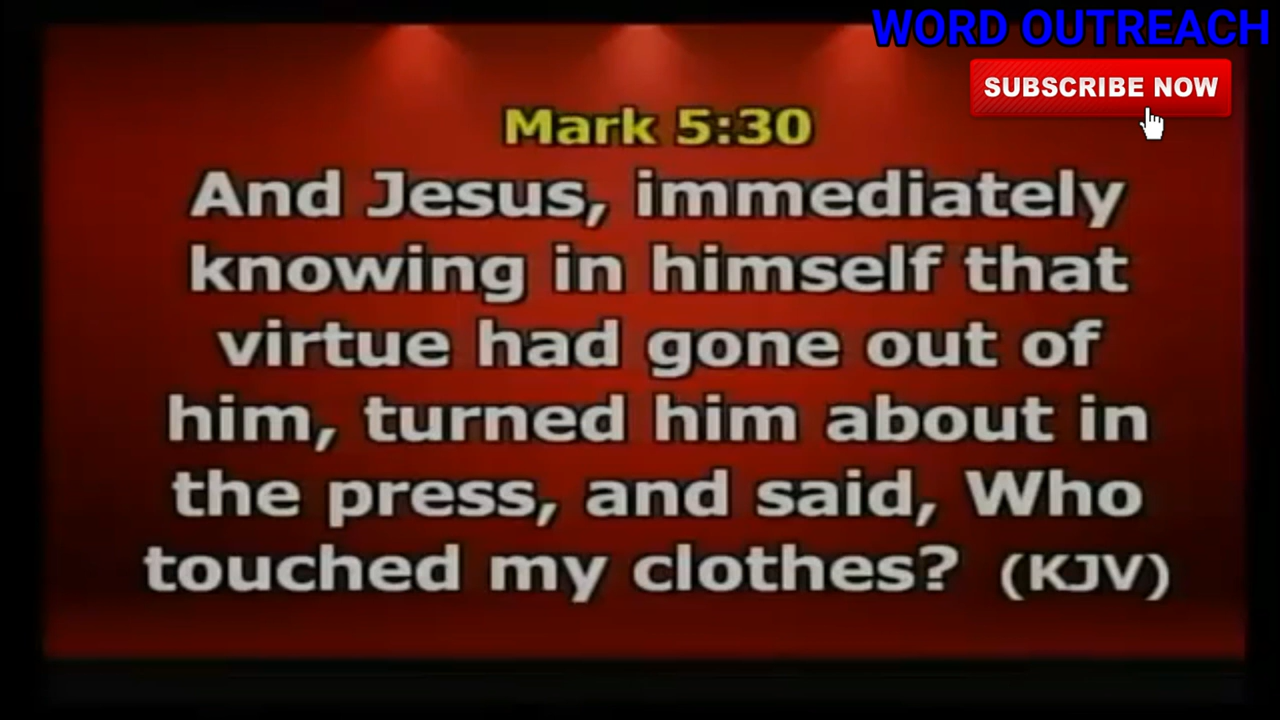 WORD OUTREACH
SUBSCRIBE NOW
Mark 5:30
And Jesus, immediately
knowing in himself that
virtue had gone out of
him, turned him about in
the press, and said, Who
touched my clothes? (KJV)